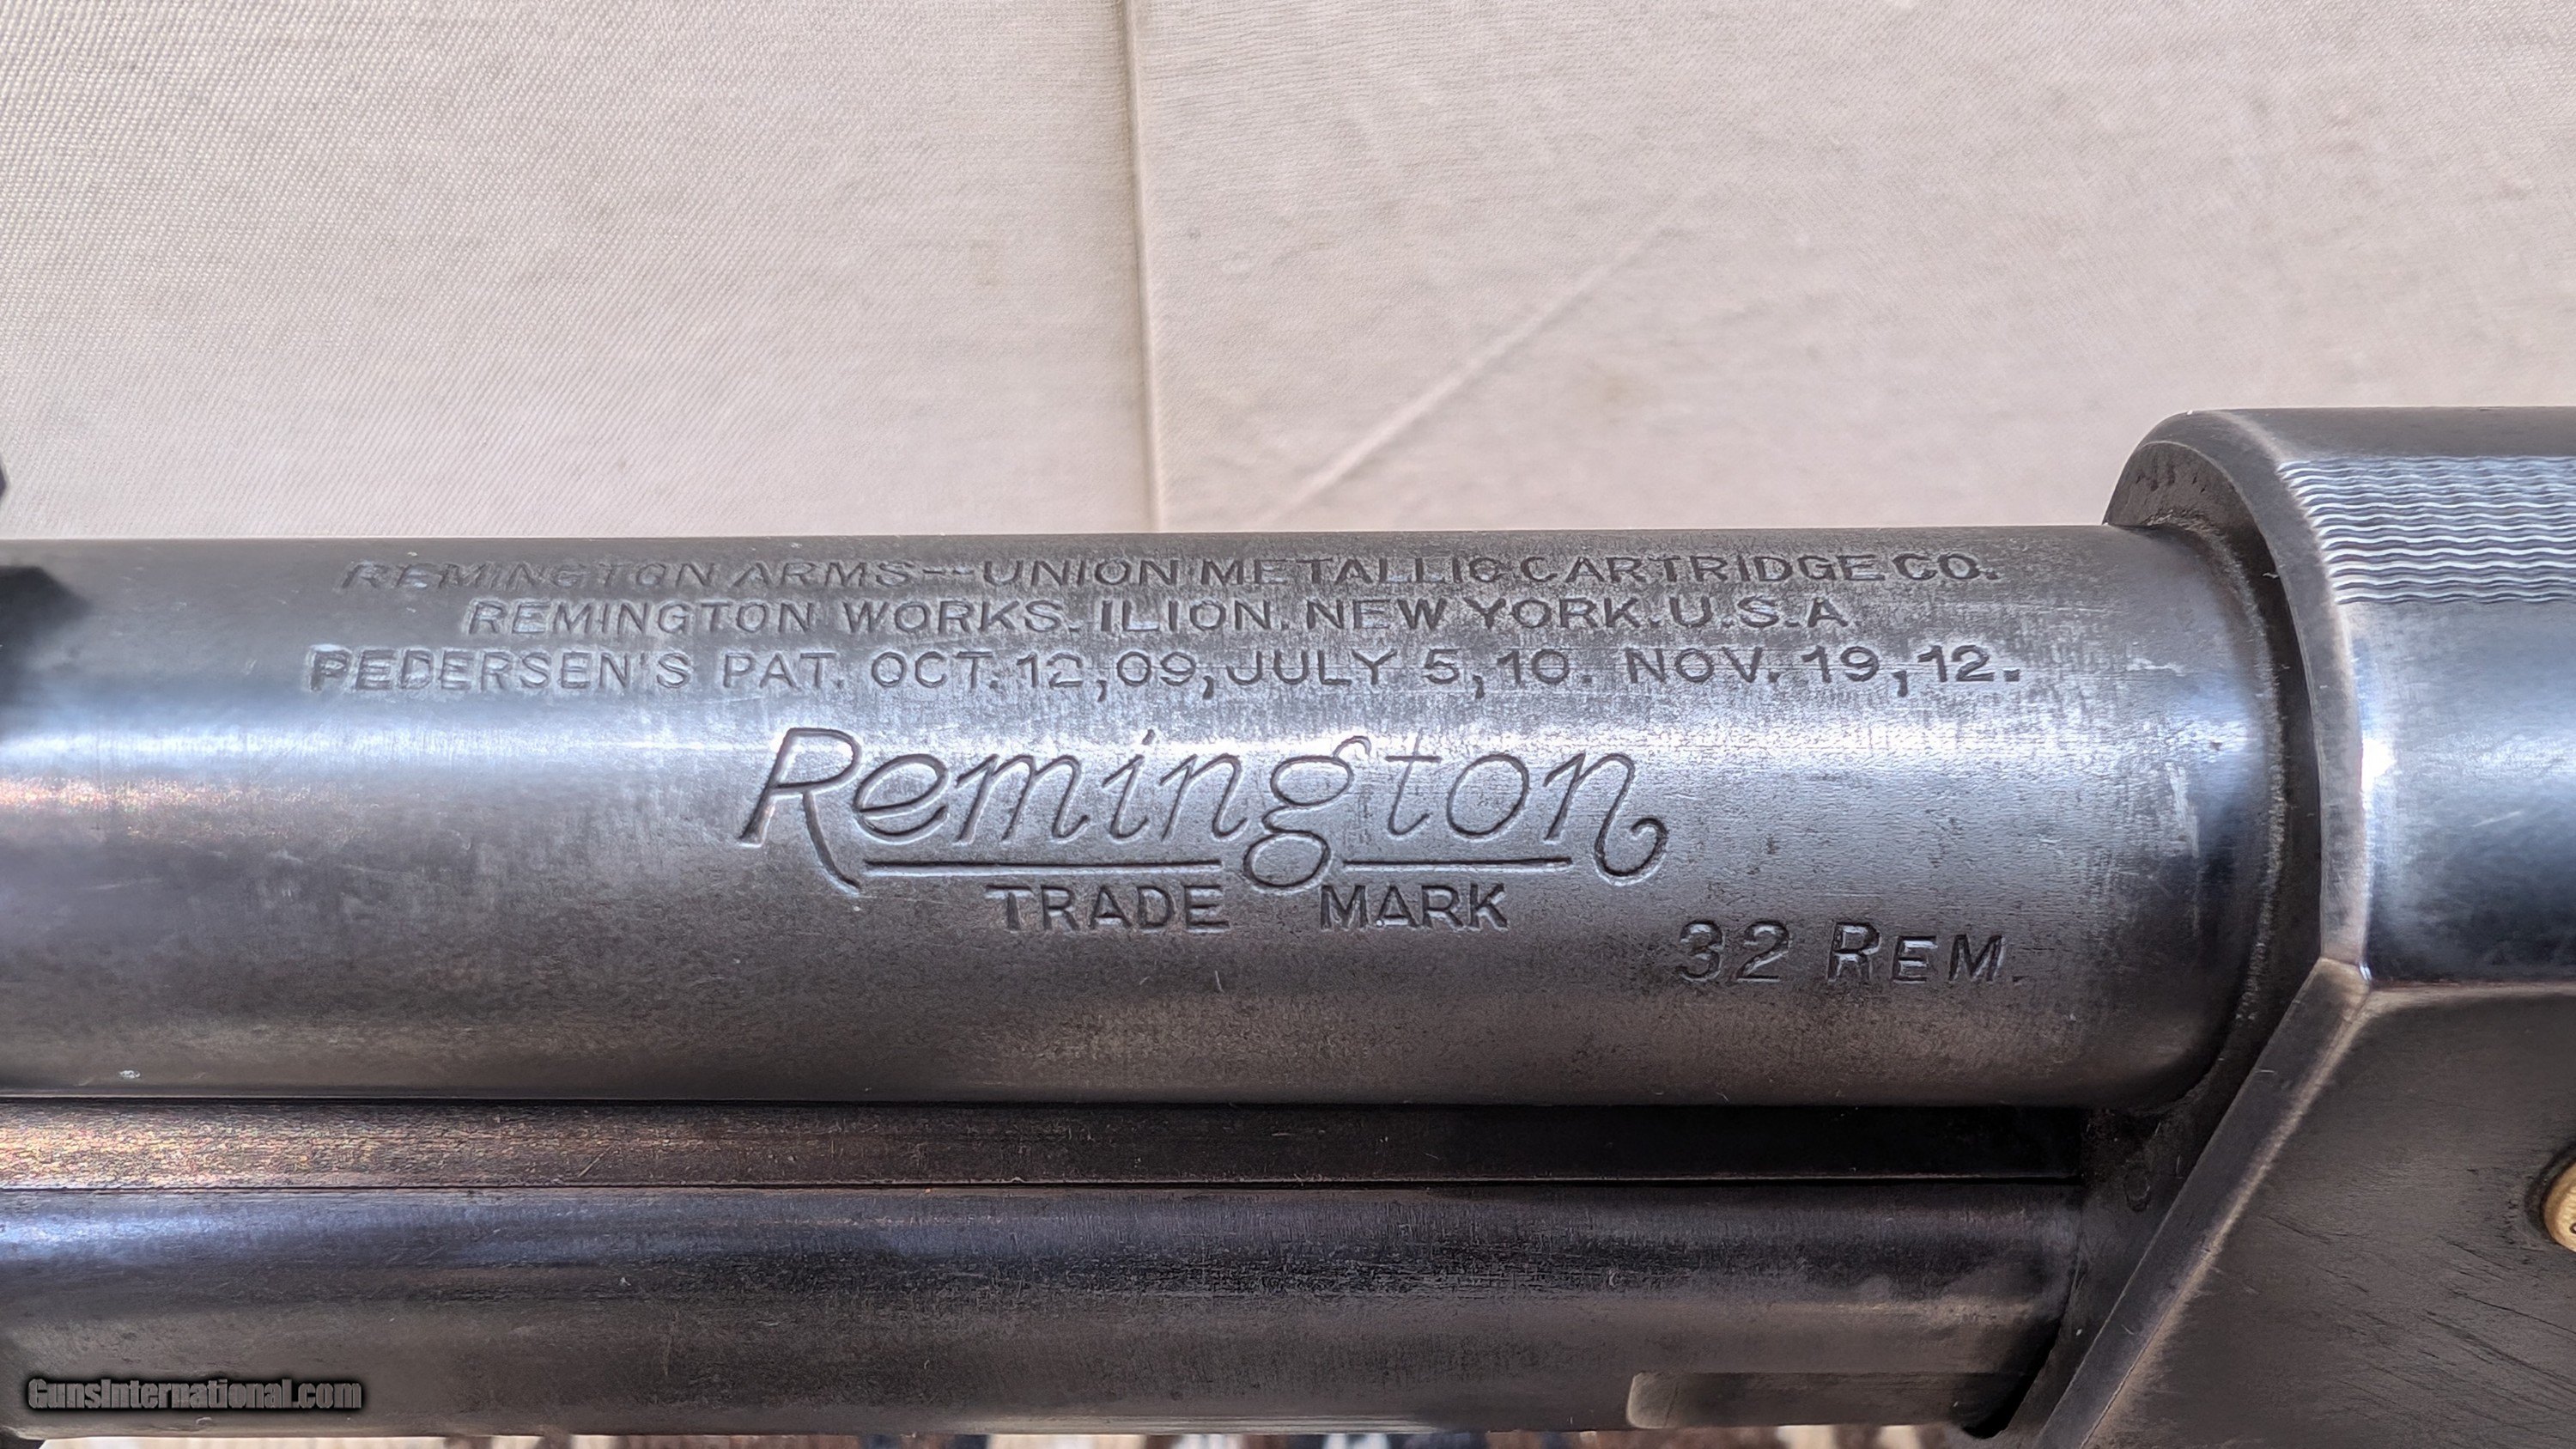 REMINGTON ARMS--UNION METALLIC CARTRIDGE CO.
REMINGTON WORKS. ILION. NEW YORK. U.S.A.
PEDERSEN'S PAT. OCT. 12, 09, JULY 5, 10. NOV. 19, 12.
Remington
TRADE MARK
32 REM.
GunsInternational.com